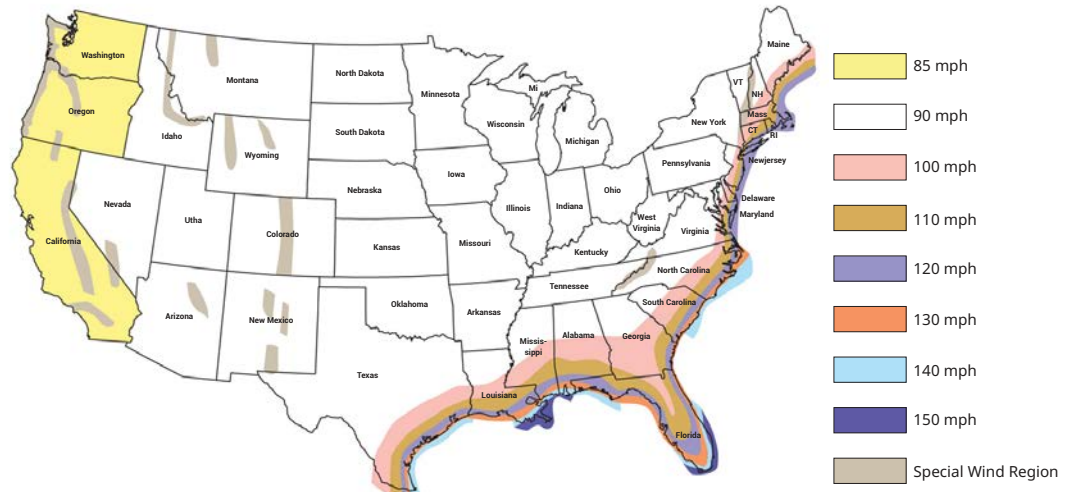 Washington
Oregon
California
Nevada
Idaho
Montana
Wyoming
Utha
Colorado
Arizona
New Mexico
North Dakota
South Dakota
Nebraska
Kansas
Oklahoma
Texas
Minnesota
Iowa
Missouri
Arkansas
Louisiana
Wisconsin
Illinois
Mi
Michigan
Indiana
Ohio
Kentucky
Tennessee
Missis-
sippi
Alabama
Georgia
Florida
South Carolina
North Carolina
Virginia
West
Virginia
Pennsylvania
New York
VT
NH
Maine
Mass
CT
RI
Newjersey
Delaware
Maryland
85 mph
90 mph
100 mph
110 mph
120 mph
130 mph
140 mph
150 mph
Special Wind Region